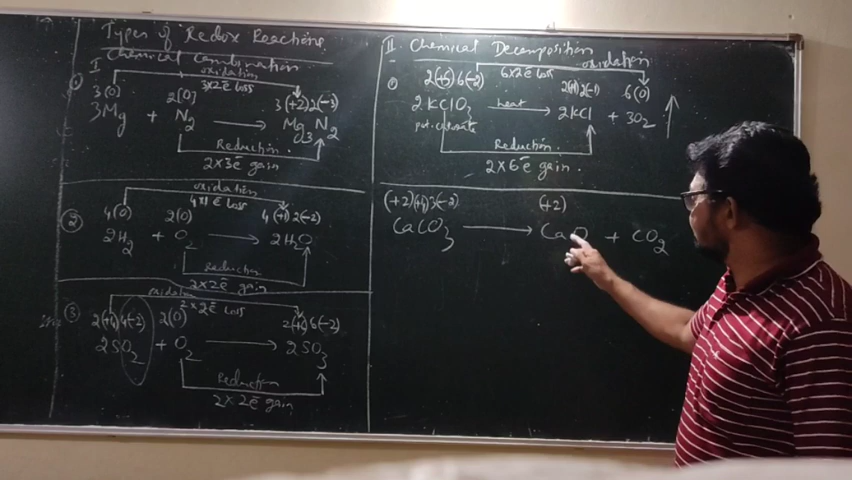 Types of Redox Reactions
I Chemical Combination
①
oxidation
3×2ē loss
3(0) 2[0] 3(+2)2(-3)
3Mg + N2 → Mg3N2
Reduction
2×3ē gain
②
oxidation
4×1ē loss
4(0) 2(0) 4(+1)2(-2)
2H2 + O2 → 2H2O
Reduction
2×2ē gain
③
oxidation
2×2ē loss
2(+4)4(-2) 2(0) 2(+6)6(-2)
2SO2 + O2 → 2SO3
Reduction
2×2ē gain
II. Chemical Decomposition
①
oxidation
6×2ē loss
2(+5)6(-2) 2(+1)2(-1) 6(0)
2KClO3 heat → 2KCl + 3O2 ↑
pot. chlorate
Reduction.
2×6ē gain.
(+2)(+4)3(-2) (+2)
CaCO3 → CaO + CO2